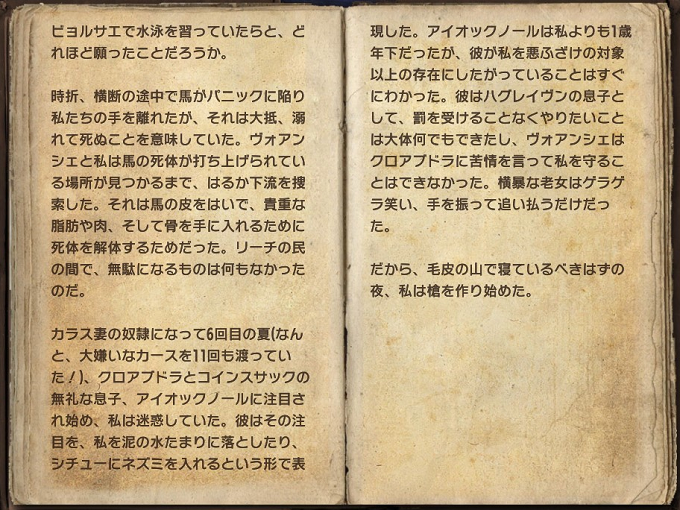 ビョルサエで水泳を習っていたらと、ど
れほど願ったことだろうか。
時折、横断の途中で馬がパニックに陥り
私たちの手を離れたが、それは大抵、溺
れて死ぬことを意味していた。ヴォアン
シェと私は馬の死体が打ち上げられてい
る場所が見つかるまで、はるか下流を捜
索した。それは馬の皮をはいで、貴重な
脂肪や肉、そして骨を手に入れるために
死体を解体するためだった。リーチの民
の間で、無駄になるものは何もなかった
のだ。
カラス妻の奴隷になって6回目の夏(なん
と、大嫌いなカースを11回も渡ってい
た！)、クロアブドラとコインスサックの
無礼な息子、アイオックノールに注目さ
れ始め、私は迷惑していた。彼はその注
目を、私を泥の水たまりに落としたり、
シチューにネズミを入れるという形で表
現した。アイオックノールは私よりも1歳
年下だったが、彼が私を悪ふざけの対象
以上の存在にしたがっていることはすぐ
にわかった。彼はハグレイヴンの息子と
して、罰を受けることなくやりたいこと
は大体何でもできたし、ヴォアンシェは
クロアブドラに苦情を言って私を守るこ
とはできなかった。横暴な老女はゲラゲ
ラ笑い、手を振って追い払うだけだっ
た。
だから、毛皮の山で寝ているべきはずの
夜、私は槍を作り始めた。